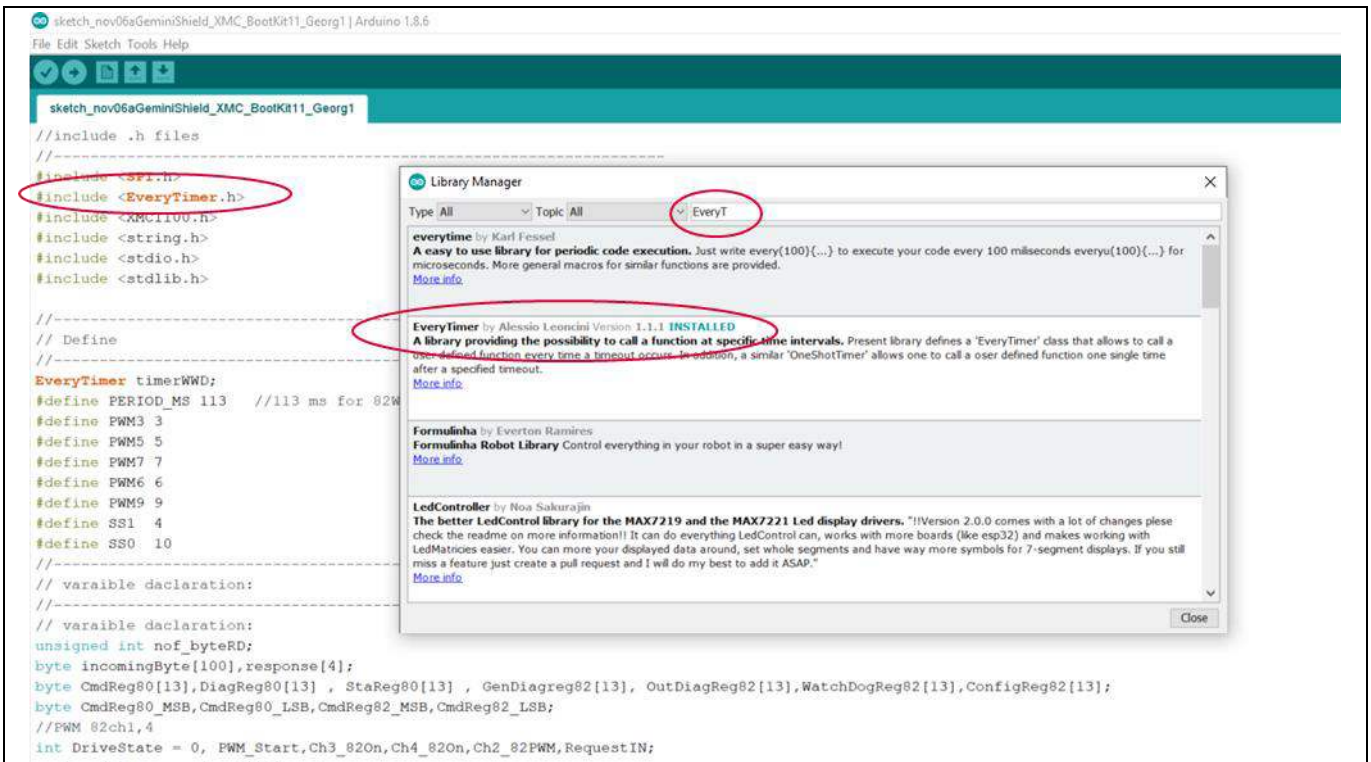 sketch_nov06aGeminiShield_XMC_BootKit11_Georg1 | Arduino 1.8.6
File Edit Sketch Tools Help
sketch_nov06aGeminiShield_XMC_BootKit11_Georg1
//include .h files
//-------------------------------------------------------------------
#include <SPI.h>
#include <EveryTimer.h>
#include <XMC1100.h>
#include <string.h>
#include <stdio.h>
#include <stdlib.h>
//--------------------------------------
// Define
//--------------------------------------
EveryTimer timerWWD;
#define PERIOD_MS 113 //113 ms for 82W
#define PWM3 3
#define PWM5 5
#define PWM7 7
#define PWM6 6
#define PWM9 9
#define SS1 4
#define SS0 10
//--------------------------------------
// varaible daclaration:
//--------------------------------------
// varaible daclaration:
unsigned int nof_byteRD;
byte incomingByte[100],response[4];
byte CmdReg80[13],DiagReg80[13] , StaReg80[13] , GenDiagreg82[13], OutDiagReg82[13],WatchDogReg82[13],ConfigReg82[13];
byte CmdReg80_MSB,CmdReg80_LSB,CmdReg82_MSB,CmdReg82_LSB;
//PWM 82ch1,4
int DriveState = 0, PWM_Start,Ch3_82On,Ch4_82On,Ch2_82PWM,RequestIN;
Library Manager
Type All Topic All EveryT
everytime by Karl Fessel
A easy to use library for periodic code execution. Just write every(100){...} to execute your code every 100 miliseconds everyu(100){...} for
microseconds. More general macros for similar functions are provided.
More info
EveryTimer by Alessio Leoncini Version 1.1.1 INSTALLED
A library providing the possibility to call a function at specific time intervals. Present library defines a 'EveryTimer' class that allows to call a
user defined function every time a timeout occurs. In addition, a similar 'OneShotTimer' allows one to call a oser defined function one single time
after a specified timeout.
More info
Formulinha by Everton Ramires
Formulinha Robot Library Control everything in your robot in a super easy way!
More info
LedController by Noa Sakurajin
The better LedControl library for the MAX7219 and the MAX7221 Led display drivers. "!!Version 2.0.0 comes with a lot of changes plese
check the readme on more information!! It can do everything LedControl can, works with more boards (like esp32) and makes working with
LedMatricies easier. You can more your displayed data around, set whole segments and have way more symbols for 7-segment displays. If you still
miss a feature just create a pull request and I will do my best to add it ASAP."
More info
Close